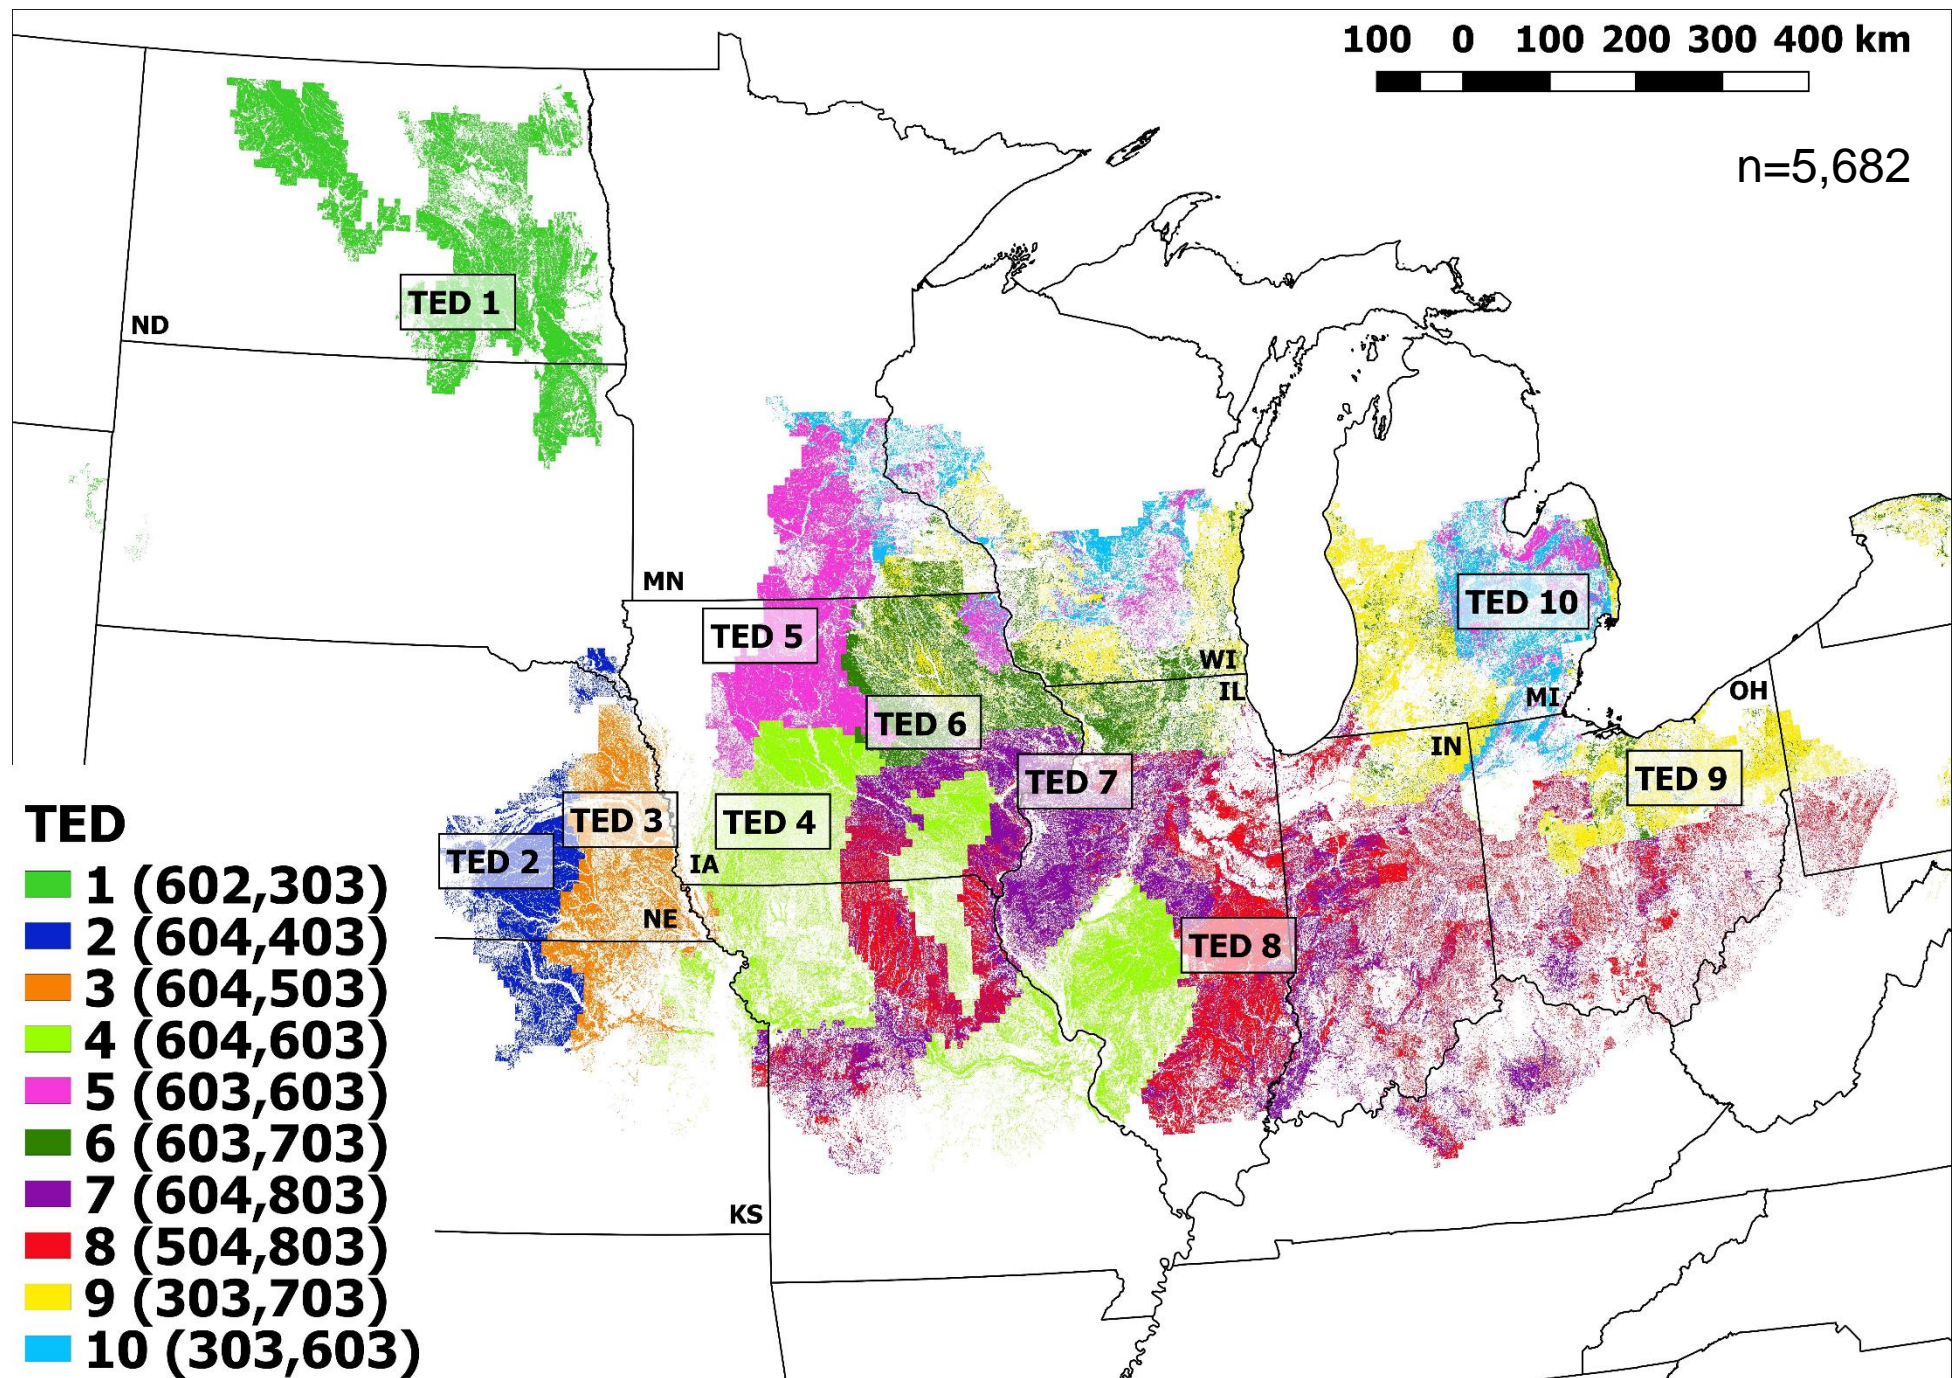 100 0 100 200 300 400 km
n=5,682
TED 1
ND
MN
TED 5
TED 10
WI
IL
MI
OH
TED 6
IN
TED 7
TED 9
TED 3
TED 4
TED 2
IA
NE
TED 8
KS
TED
1 (602,303)
2 (604,403)
3 (604,503)
4 (604,603)
5 (603,603)
6 (603,703)
7 (604,803)
8 (504,803)
9 (303,703)
10 (303,603)